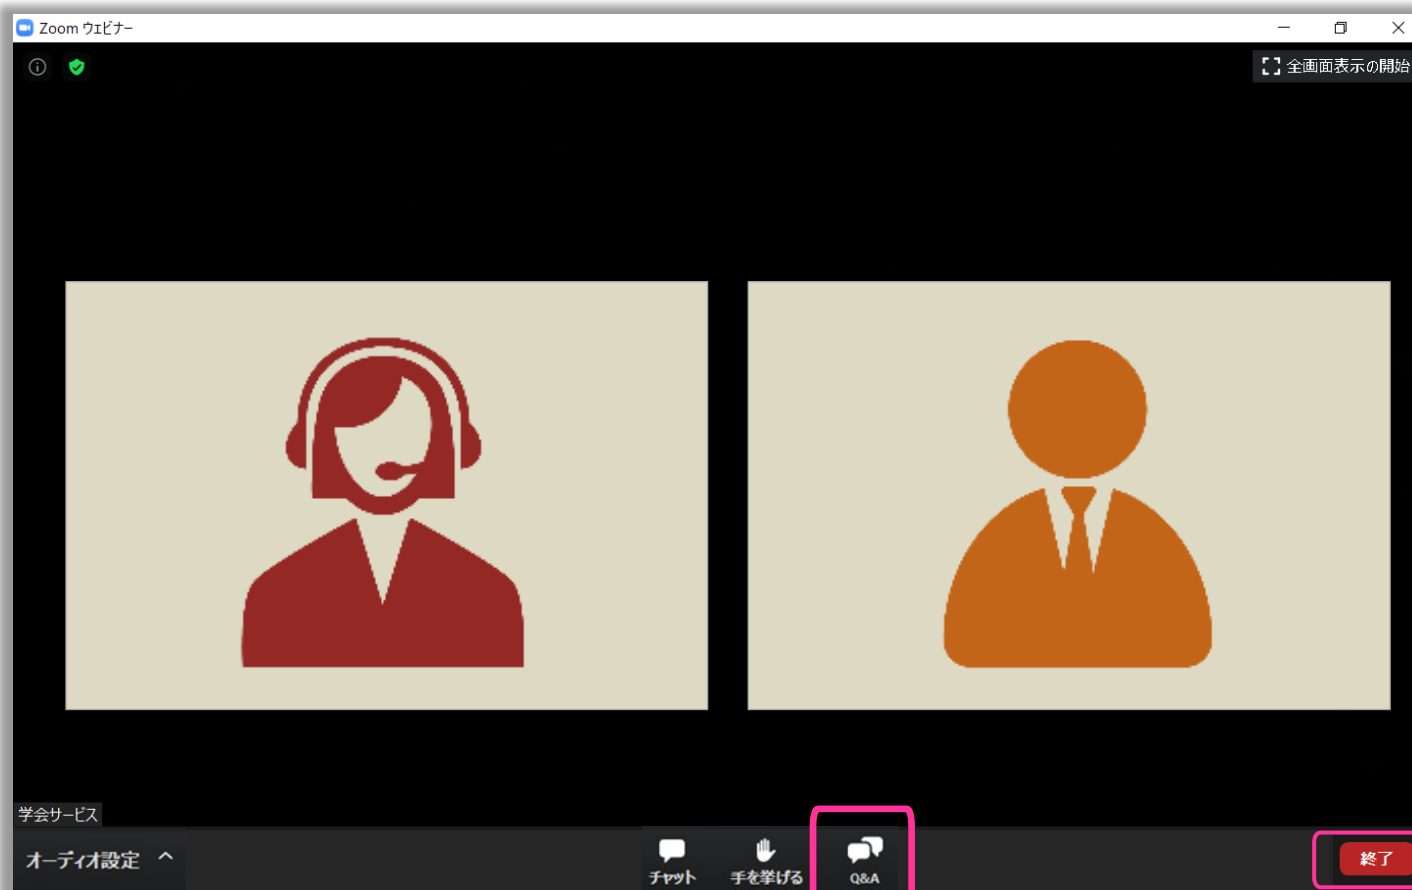 Zoom ウェビナー
全画面表示の開始
学会サービス
オーディオ設定
チャット
手を挙げる
Q&A
終了